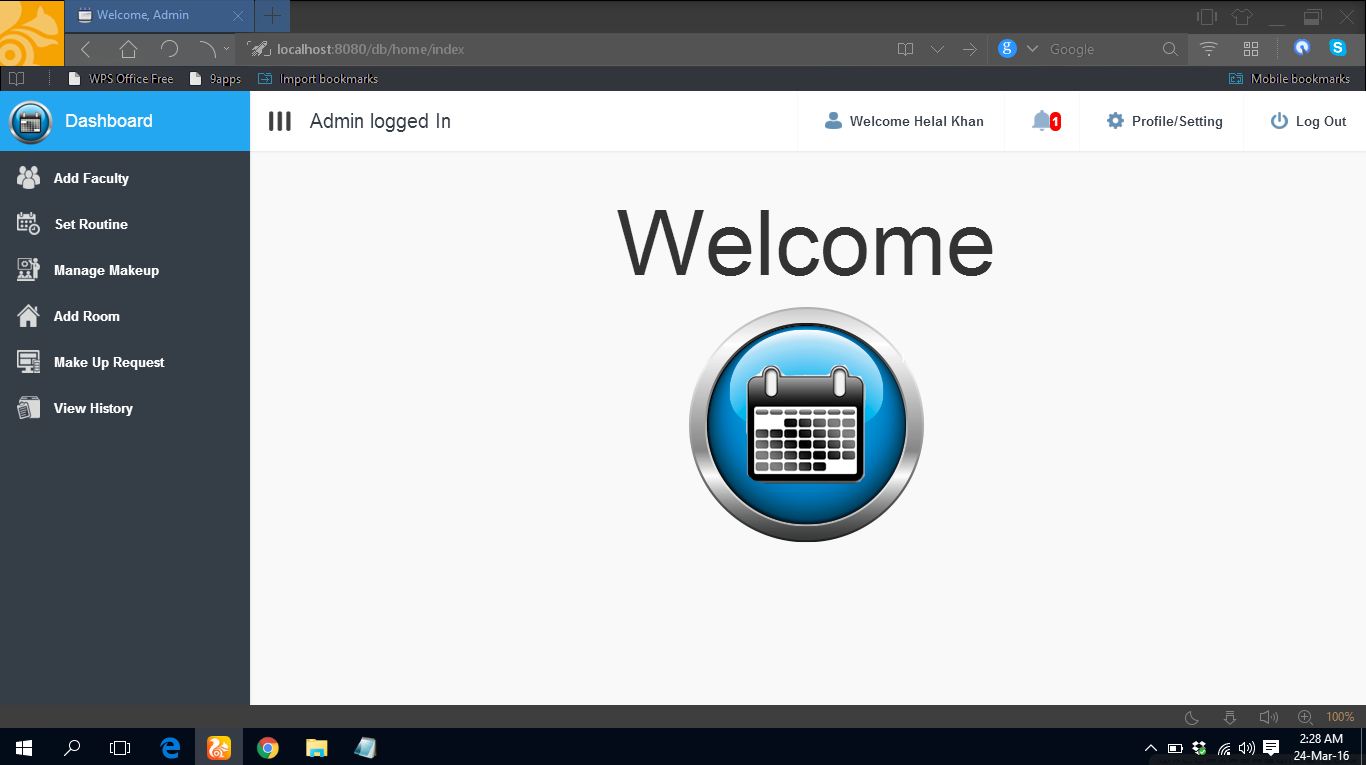 Welcome, Admin
localhost:8080/db/home/index
g
Google
S
WPS Office Free
9apps
Import bookmarks
Mobile bookmarks
Dashboard
Admin logged In
Welcome Helal Khan
1
Profile/Setting
Log Out
Add Faculty
Set Routine
Manage Makeup
Add Room
Make Up Request
View History
Welcome
100%
2:28 AM
24-Mar-16